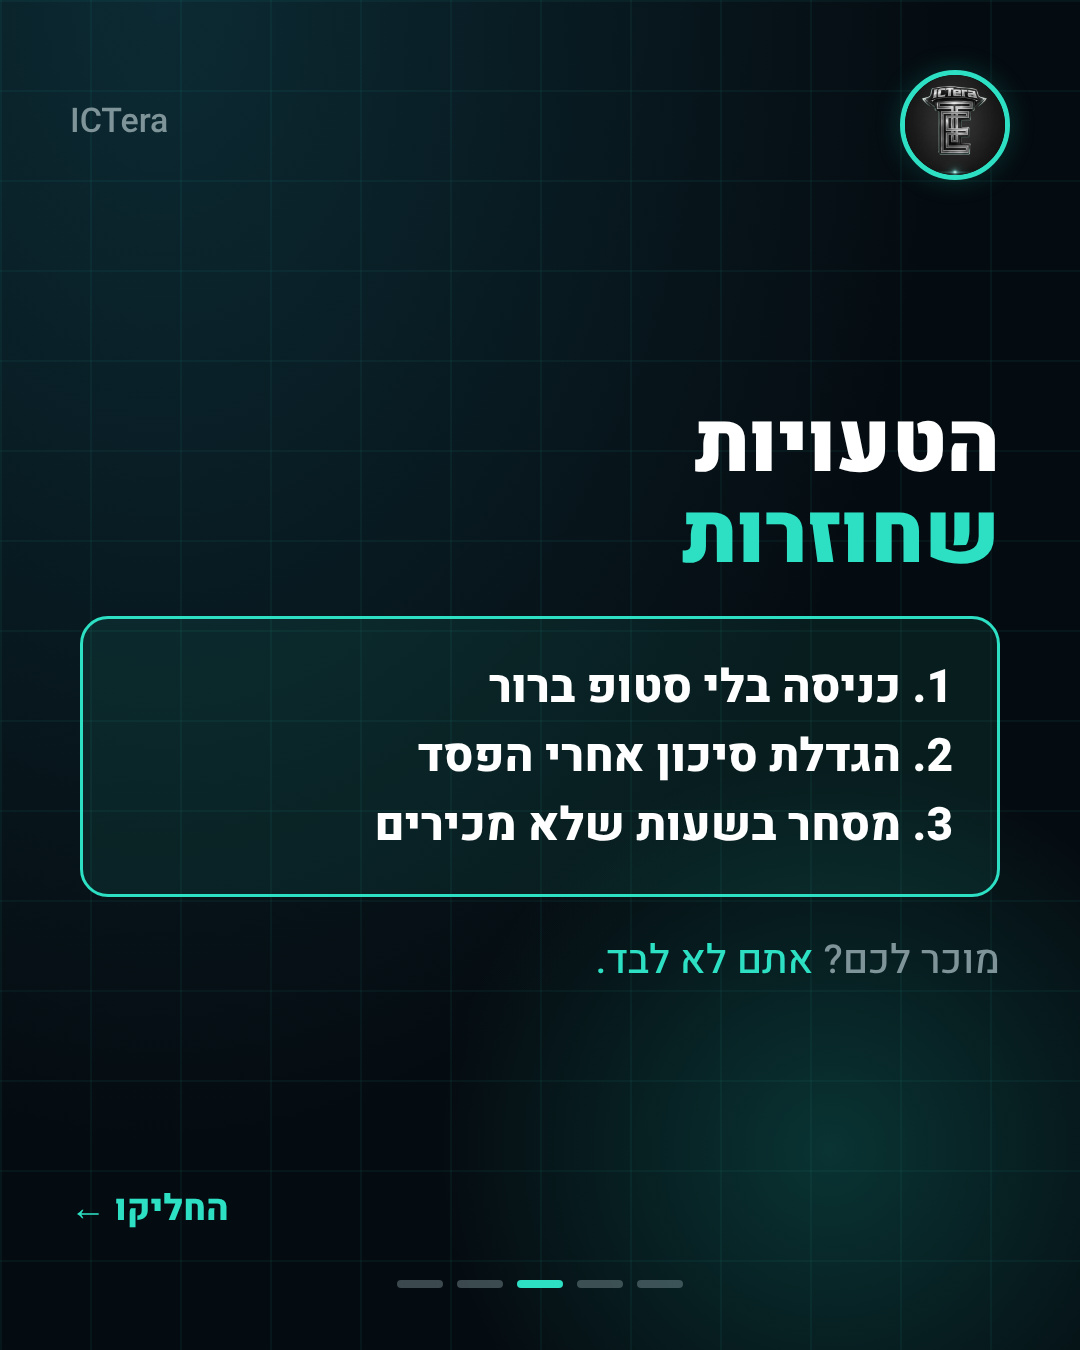 ICTera
ICTera
הטעויות
שחוזרות
1. כניסה בלי סטופ ברור
2. הגדלת סיכון אחרי הפסד
3. מסחר בשעות שלא מכירים
מוכר לכם? אתם לא לבד.
החליקו ←